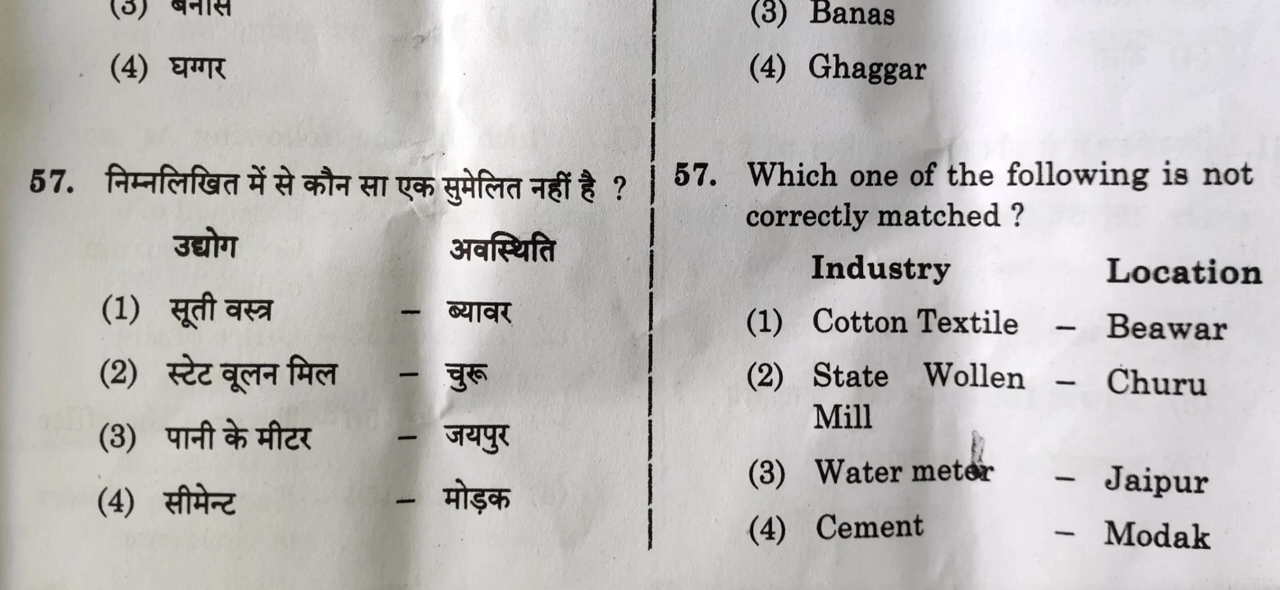 (3) बनास
(4) घग्गर
57. निम्नलिखित में से कौन सा एक सुमेलित नहीं है ?
उद्योग अवस्थिति
(1) सूती वस्त्र – ब्यावर
(2) स्टेट वूलन मिल – चुरू
(3) पानी के मीटर – जयपुर
(4) सीमेन्ट – मोड़क
(3) Banas
(4) Ghaggar
57. Which one of the following is not
correctly matched ?
Industry Location
(1) Cotton Textile – Beawar
(2) State Wollen – Churu
Mill
(3) Water meter – Jaipur
(4) Cement – Modak